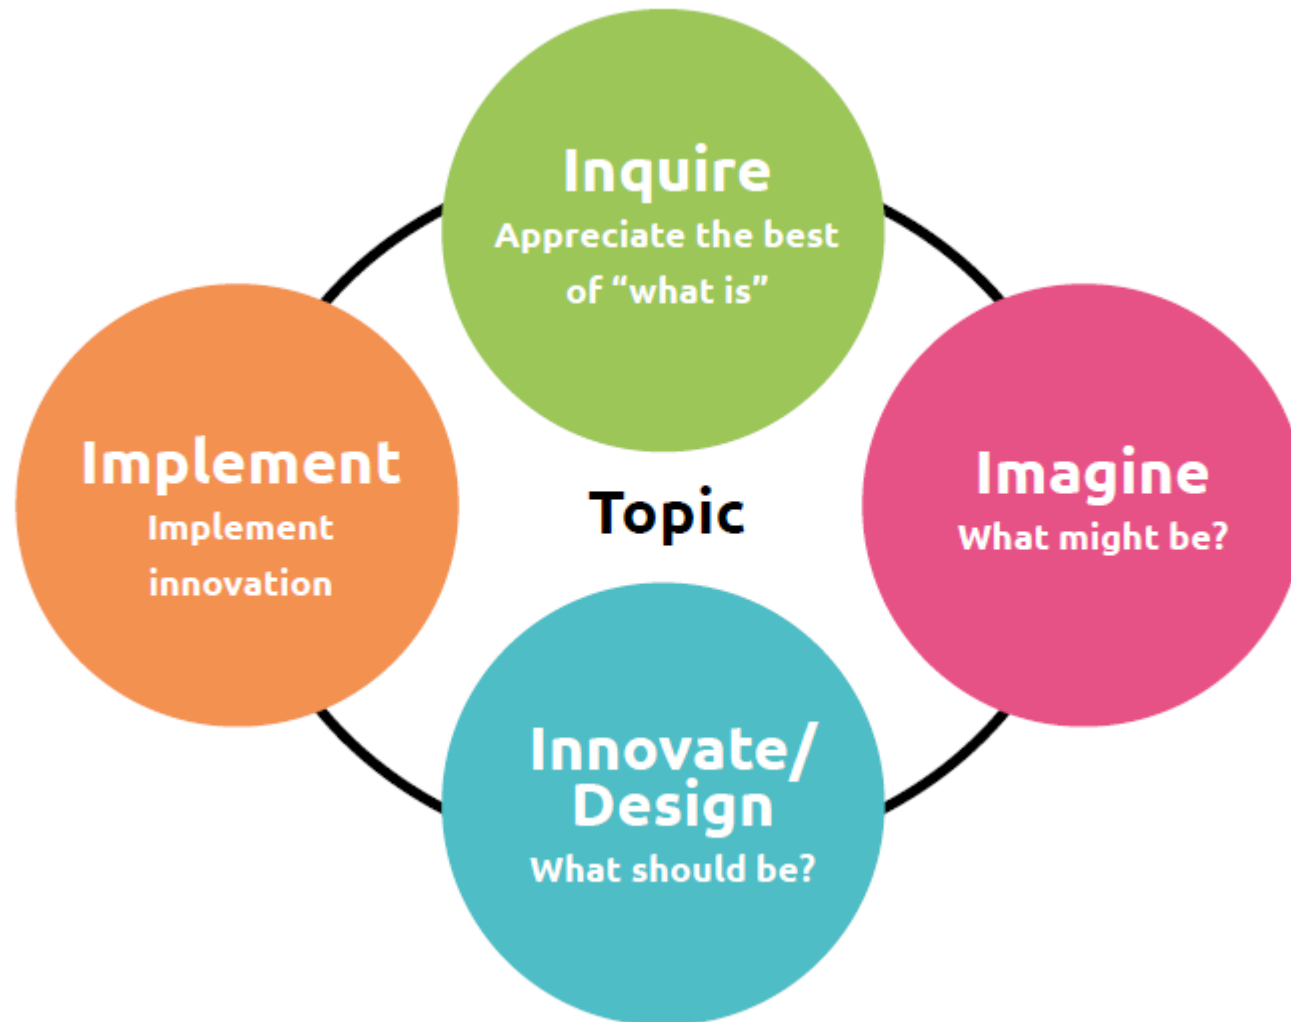 Inquire
Appreciate the best
of “what is”
Imagine
What might be?
Topic
Innovate/
Design
What should be?
Implement
Implement
innovation